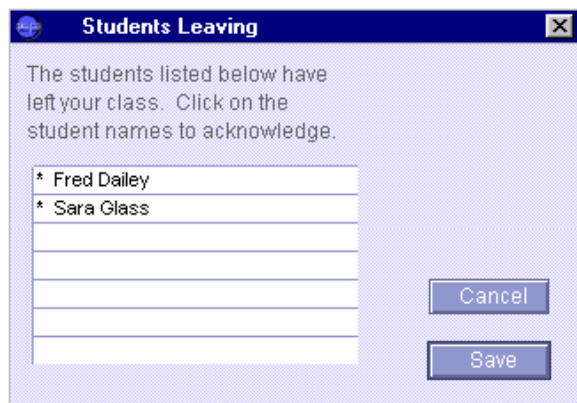 Students Leaving
The students listed below have
left your class. Click on the
student names to acknowledge.
* Fred Dailey
* Sara Glass
Cancel
Save